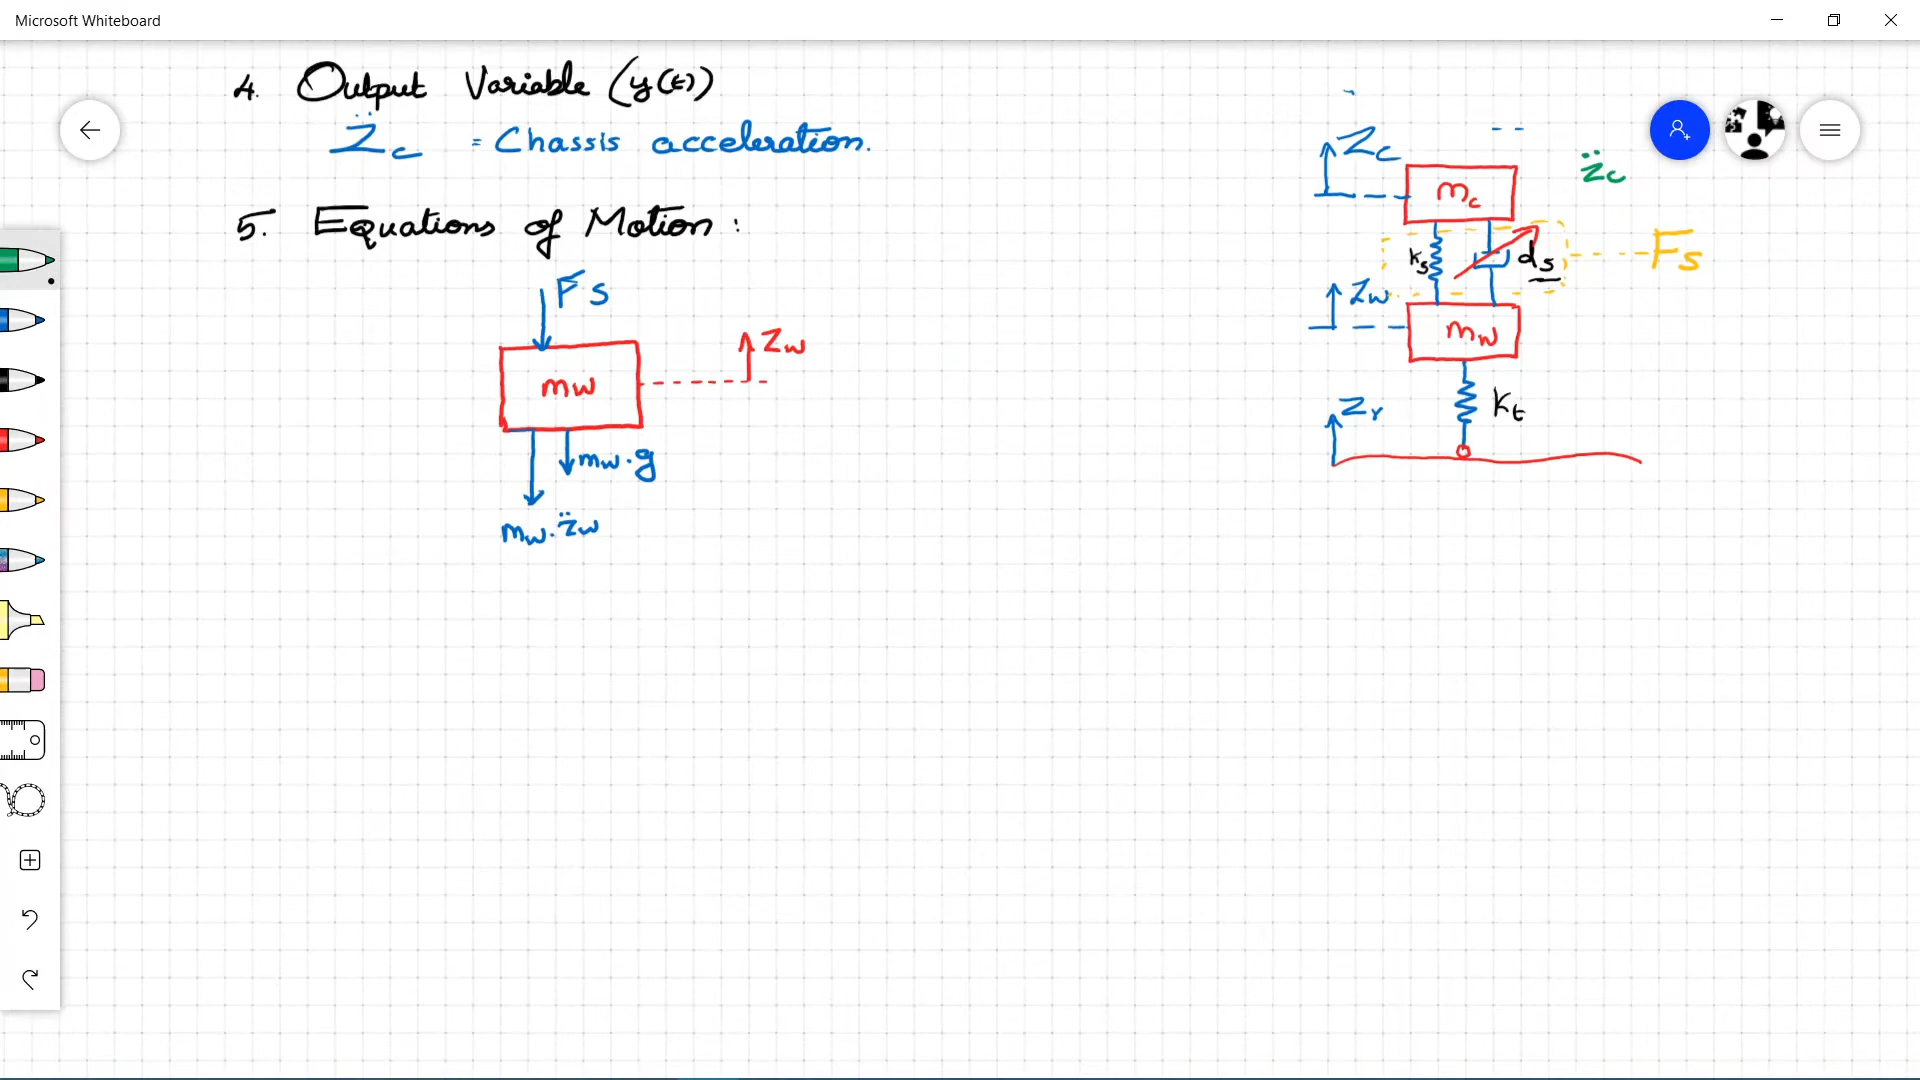 Microsoft Whiteboard
4. Output Variable (y(t))
z̈c = Chassis acceleration.
5. Equations of Motion :
Fs
mw
zw
mw.g
mw.z̈w
zc
mc
z̈c
ks
ds
Fs
zw
mw
zr
kt